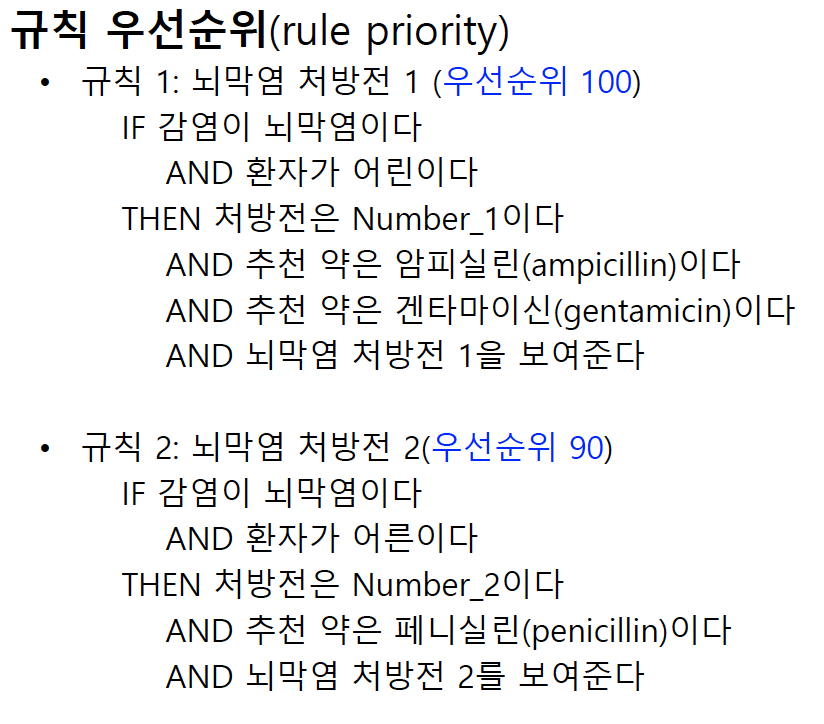 규칙 우선순위(rule priority)
• 규칙 1: 뇌막염 처방전 1 (우선순위 100)
IF 감염이 뇌막염이다
AND 환자가 어린이다
THEN 처방전은 Number_1이다
AND 추천 약은 암피실린(ampicillin)이다
AND 추천 약은 겐타마이신(gentamicin)이다
AND 뇌막염 처방전 1을 보여준다
• 규칙 2: 뇌막염 처방전 2(우선순위 90)
IF 감염이 뇌막염이다
AND 환자가 어른이다
THEN 처방전은 Number_2이다
AND 추천 약은 페니실린(penicillin)이다
AND 뇌막염 처방전 2를 보여준다